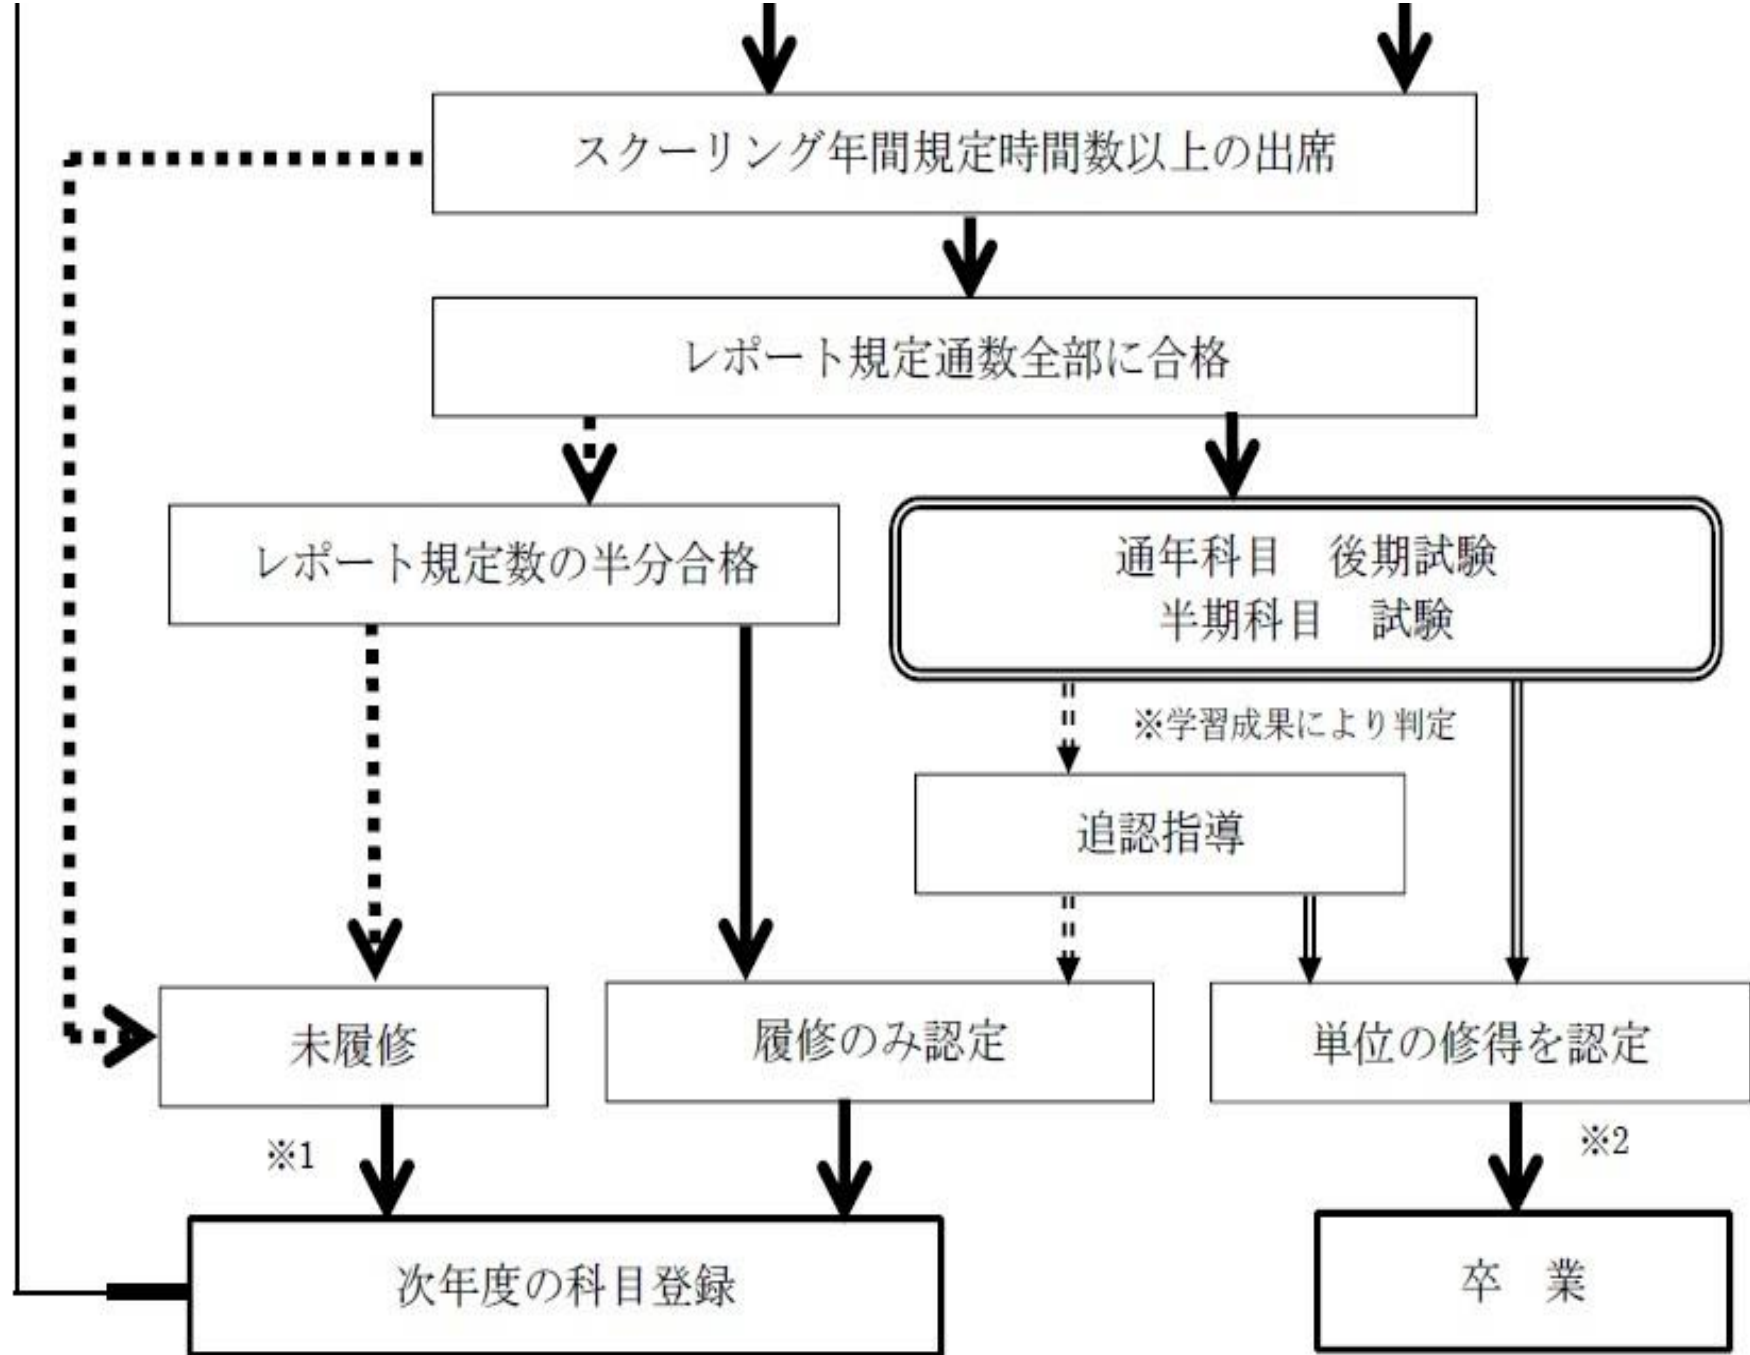 スクーリング年間規定時間数以上の出席
レポート規定通数全部に合格
レポート規定数の半分合格
通年科目　後期試験
半期科目　試験
※学習成果により判定
追認指導
未履修
履修のみ認定
単位の修得を認定
※1
※2
次年度の科目登録
卒　業